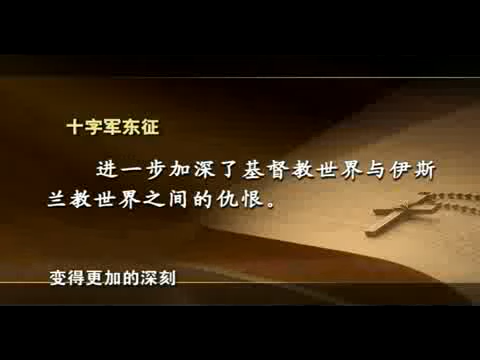 十字军东征
进一步加深了基督教世界与伊斯
兰教世界之间的仇恨。
变得更加的深刻